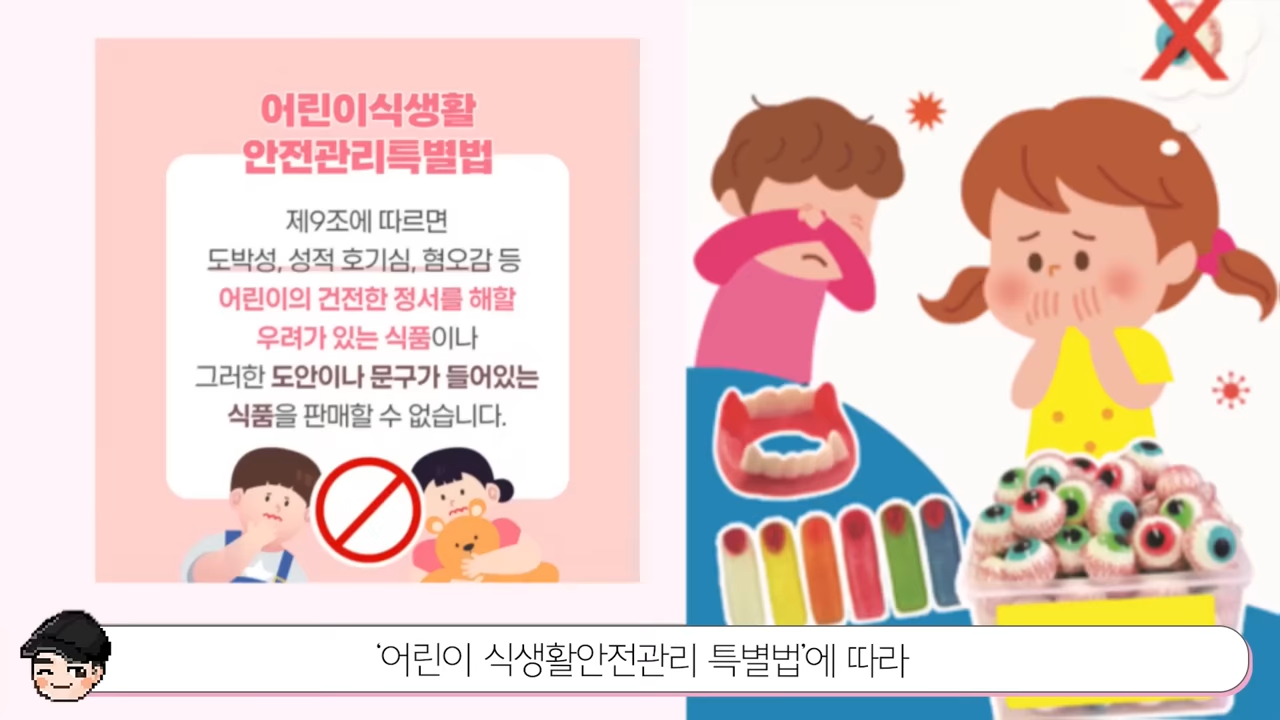 어린이식생활
안전관리특별법
제9조에 따르면
도박성, 성적 호기심, 혐오감 등
어린이의 건전한 정서를 해할
우려가 있는 식품이나
그러한 도안이나 문구가 들어있는
식품을 판매할 수 없습니다.
‘어린이 식생활안전관리 특별법’에 따라